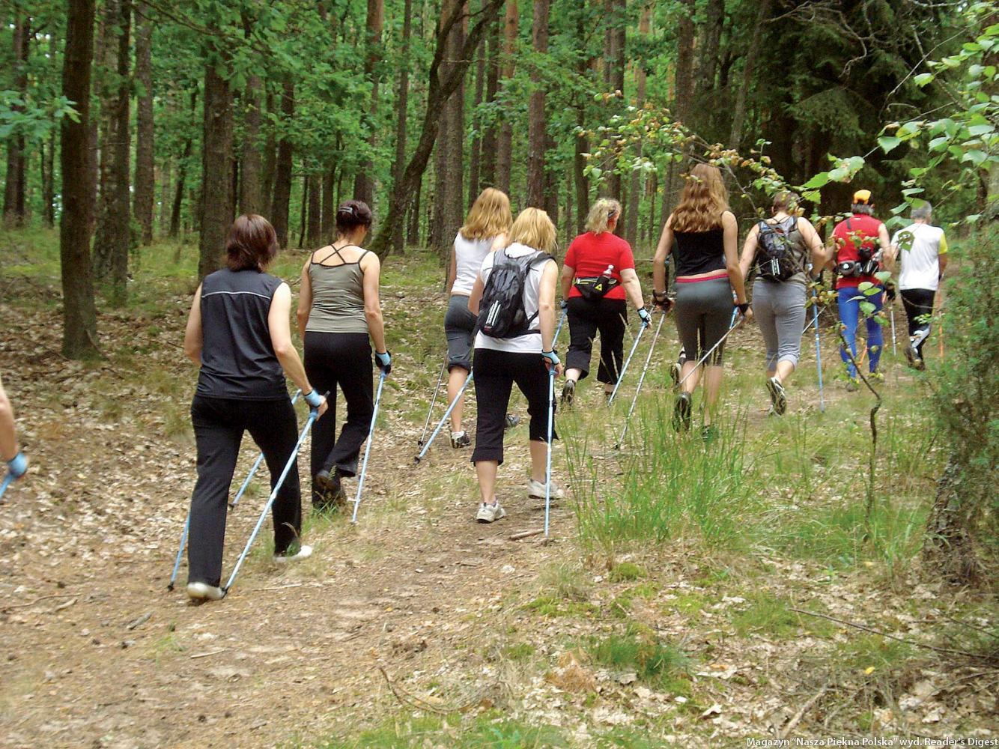 Magazyn “Nasza Piękna Polska” wyd. Reader's Digest